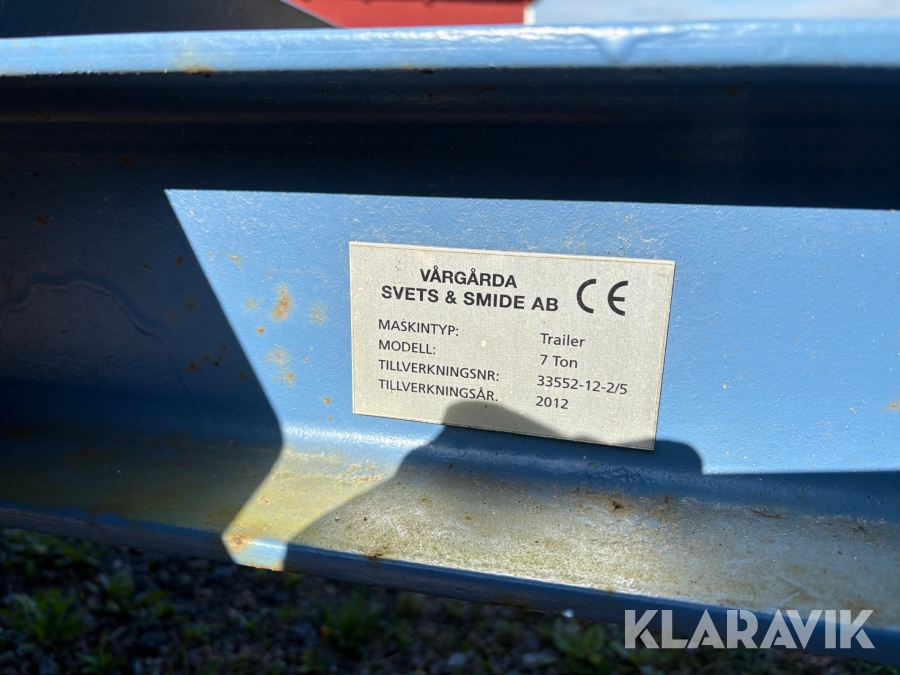 VÅRGÅRDA
SVETS & SMIDE AB CE
MASKINTYP: Trailer
MODELL: 7 Ton
TILLVERKNINGSNR: 33552-12-2/5
TILLVERKNINGSÅR. 2012
KLARAVIK